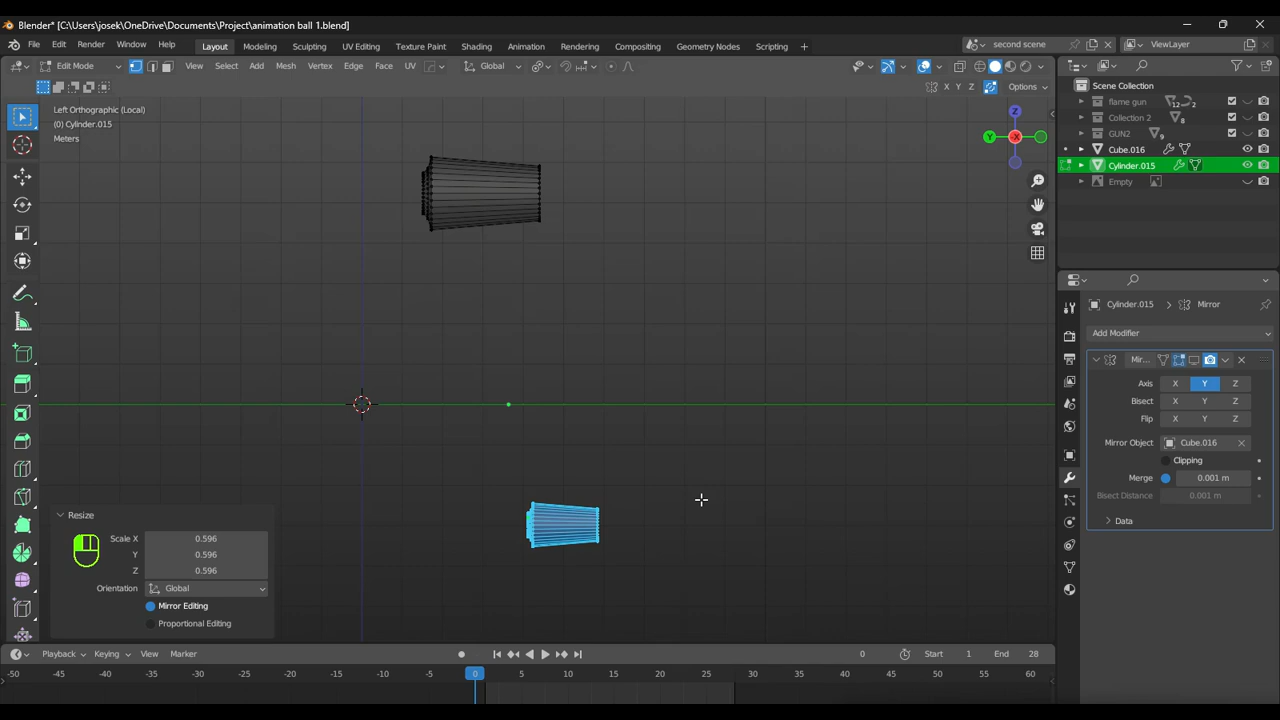 Blender* [C:\Users\josek\OneDrive\Documents\Project\animation ball 1.blend]
File Edit Render Window Help Layout Modeling Sculpting UV Editing Texture Paint Shading Animation Rendering Compositing Geometry Nodes Scripting + second scene ViewLayer
Edit Mode View Select Add Mesh Vertex Edge Face UV Global
X Y Z Options
Left Orthographic (Local)
(0) Cylinder.015
Meters
Z
Y
-X
Scene Collection
flame gun 12 2
Collection 2 8
GUN2 9
Cube.016
Cylinder.015
Empty
Cylinder.015 > Mirror
Add Modifier
Mir...
Axis X Y Z
Bisect X Y Z
Flip X Y Z
Mirror Object Cube.016
Clipping
Merge 0.001 m
Bisect Distance 0.001 m
Data
Resize
Scale X 0.596
Y 0.596
Z 0.596
Orientation Global
Mirror Editing
Proportional Editing
Playback Keying View Marker 0 Start 1 End 28
-50 -45 -40 -35 -30 -25 -20 -15 -10 -5 0 5 10 15 20 25 30 35 40 45 50 55 60